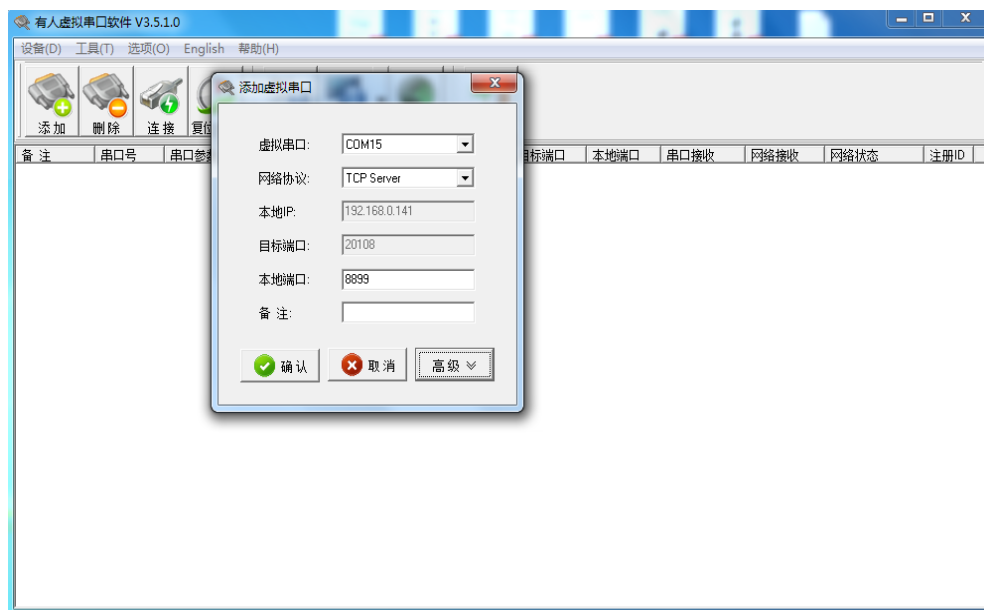 有人虚拟串口软件 V3.5.1.0
设备(D) 工具(T) 选项(O) English 帮助(H)
添加虚拟串口
添加 删除 连接
备 注 串口号 目标端口 本地端口 串口接收 网络接收 网络状态 注册ID
虚拟串口: COM15
网络协议: TCP Server
本地IP: 192.168.0.141
目标端口: 20108
本地端口: 8899
备 注:
确认 取消 高级